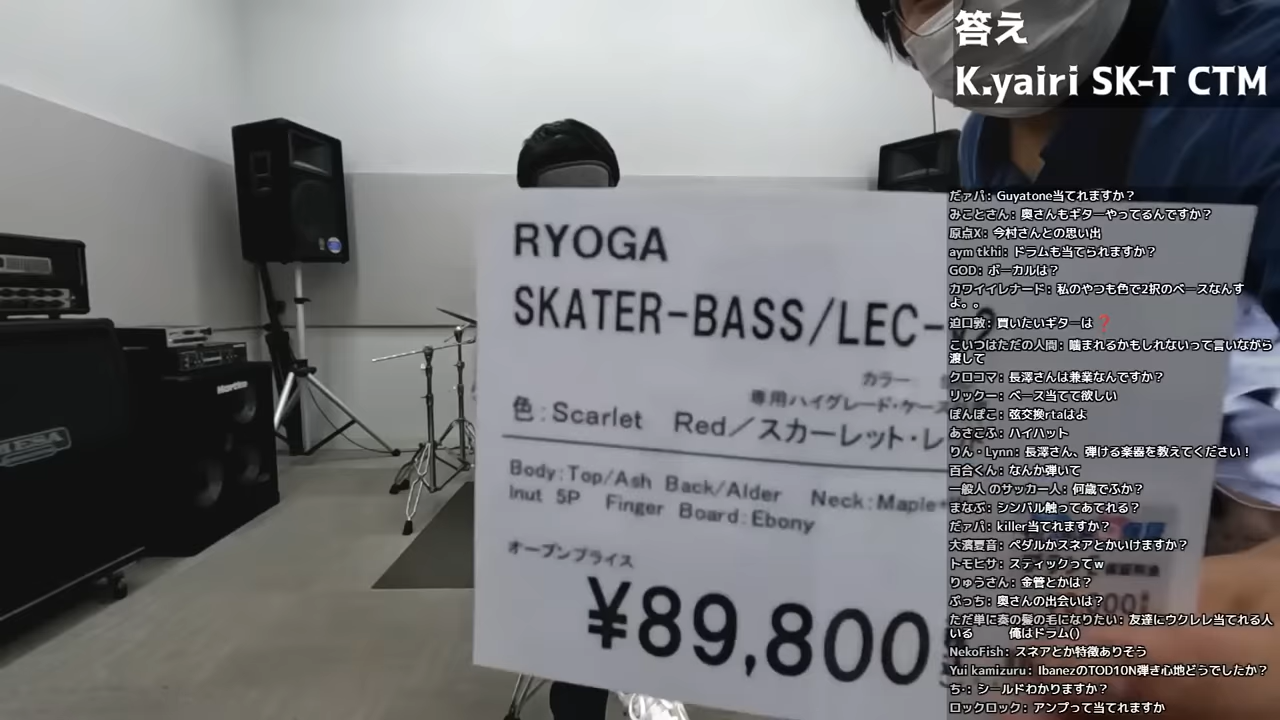 答え
K.yairi SK-T CTM
RYOGA
SKATER-BASS/LEC-
カラー
専用ハイグレード・ケース
色:Scarlet Red/スカーレット・レ
Body:Top/Ash Back/Alder Neck:Maple
lnut 5P Finger Board:Ebony
オープンプライス
¥89,800
MESA
Hartke
だァパ: Guyatone当てれますか?
みことさん: 奥さんもギターやってるんですか?
原点X: 今村さんとの思い出
aym tkhi: ドラムも当てられますか?
GOD: ボーカルは?
カワイイレナード: 私のやつも色で2択のベースなんす
よ。。
迫口敦: 買いたいギターは❓
こいつはただの人間: 噛まれるかもしれないって言いながら
渡して
クロコマ: 長澤さんは兼業なんですか?
リックー: ベース当てて欲しい
ぽんぽこ: 弦交換rtaはよ
あさこふ: ハイハット
りん・Lynn: 長澤さん、弾ける楽器を教えてください!
百合くん: なんか弾いて
一般人のサッカー人: 何歳でふか?
まなぶ: シンバル触ってあてれる?
だァパ: killer当てれますか?
大濱夏音: ペダルかスネアとかいけますか?
トモヒサ: スティックってw
りゅうさん: 金管とかは?
ぷっち: 奥さんの出会いは?
ただ単に奏の髪の毛になりたい: 友達にウクレレ当てれる人
いる 俺はドラム()
NekoFish: スネアとか特徴ありそう
Yui kamizuru: IbanezのTOD10N弾き心地どうでしたか?
ち・: シールドわかりますか?
ロックロック: アンプって当てれますか